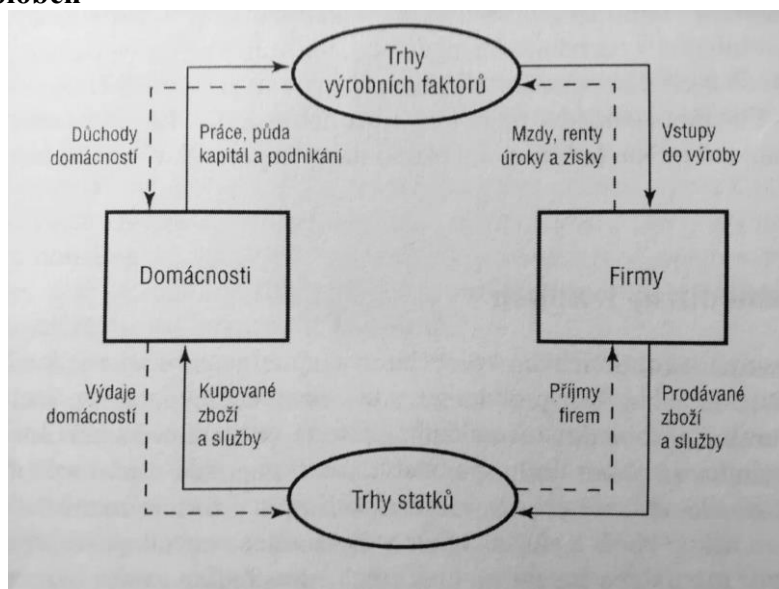 Trhy
výrobních faktorů
Důchody
domácností
Práce, půda
kapitál a podnikání
Mzdy, renty
úroky a zisky
Vstupy
do výroby
Domácnosti
Firmy
Výdaje
domácností
Kupované
zboží
a služby
Příjmy
firem
Prodávané
zboží
a služby
Trhy statků